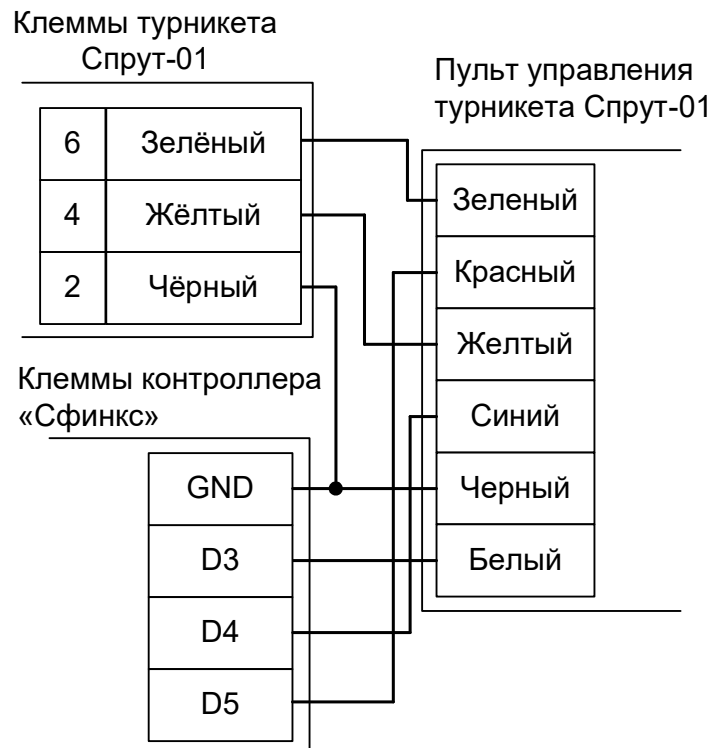 Клеммы турникета
Спрут-01
6 Зелёный
4 Жёлтый
2 Чёрный
Пульт управления
турникета Спрут-01
Зеленый
Красный
Желтый
Синий
Черный
Белый
Клеммы контроллера
«Сфинкс»
GND
D3
D4
D5